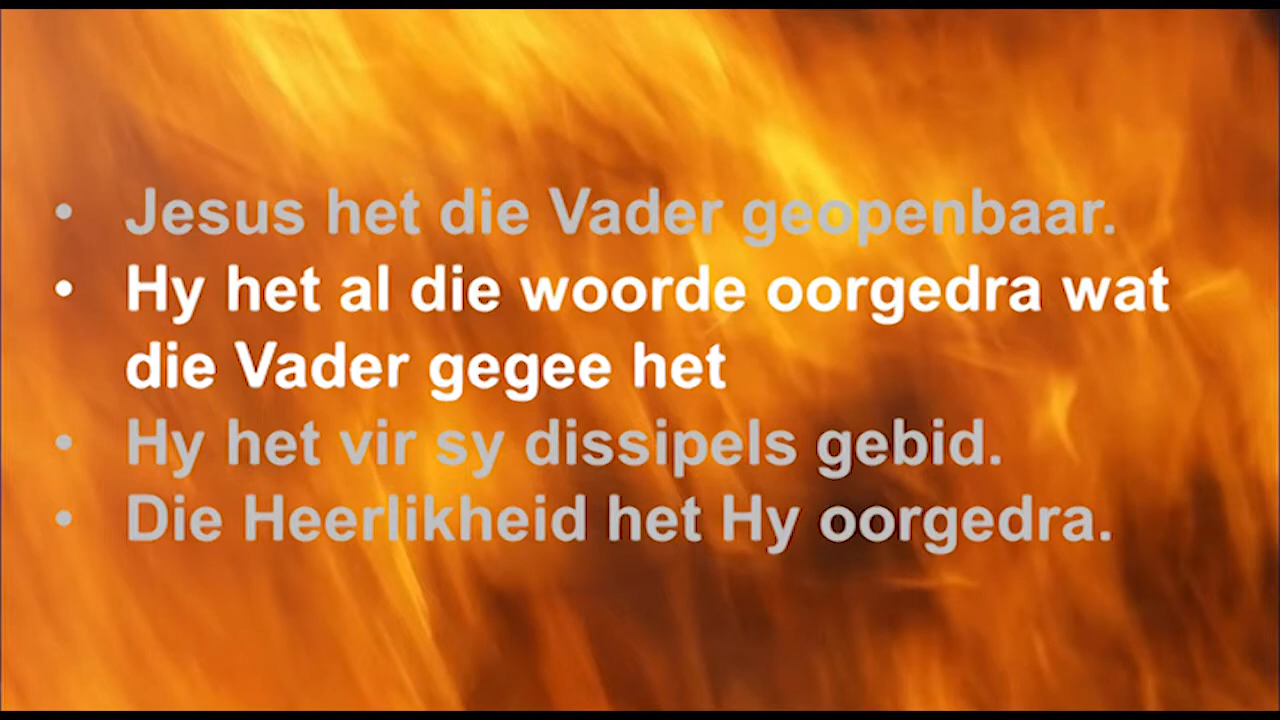 • Jesus het die Vader geopenbaar.
• Hy het al die woorde oorgedra wat
die Vader gegee het
• Hy het vir sy dissipels gebid.
• Die Heerlikheid het Hy oorgedra.